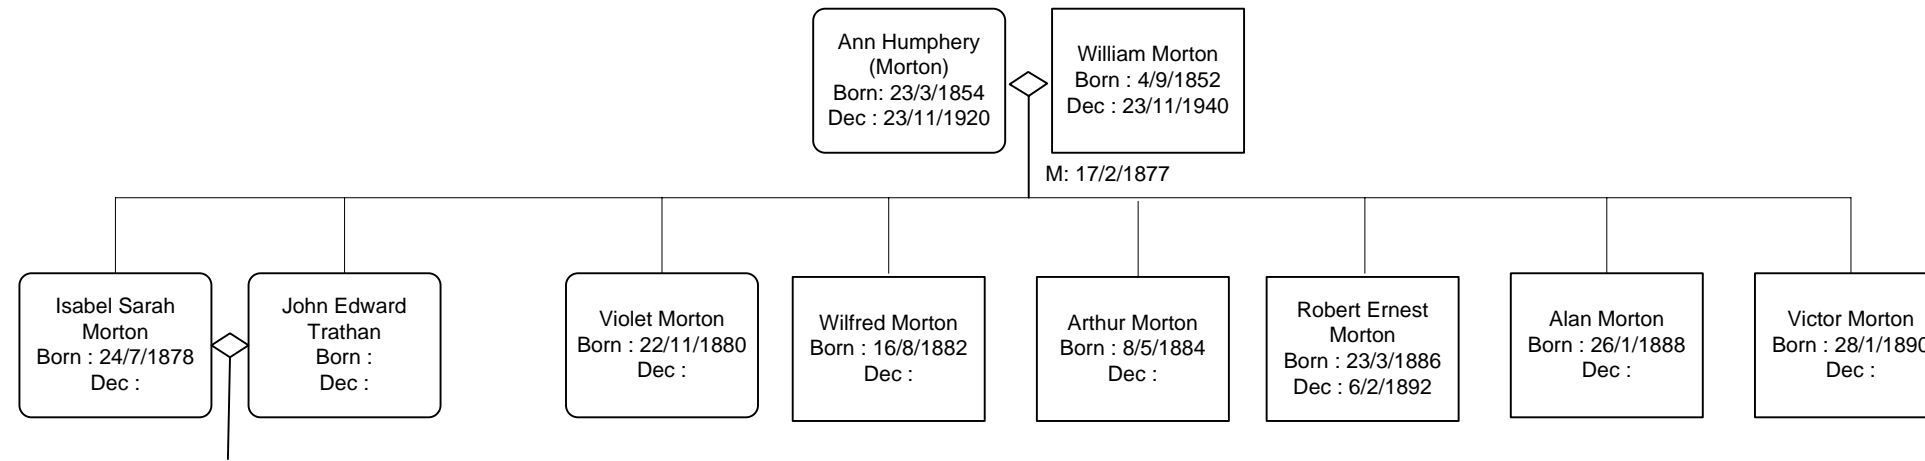 Ann Humphery
(Morton)
Born: 23/3/1854
Dec : 23/11/1920
William Morton
Born : 4/9/1852
Dec : 23/11/1940
M: 17/2/1877
Isabel Sarah
Morton
Born : 24/7/1878
Dec :
John Edward
Trathan
Born :
Dec :
Violet Morton
Born : 22/11/1880
Dec :
Wilfred Morton
Born : 16/8/1882
Dec :
Arthur Morton
Born : 8/5/1884
Dec :
Robert Ernest
Morton
Born : 23/3/1886
Dec : 6/2/1892
Alan Morton
Born : 26/1/1888
Dec :
Victor Morton
Born : 28/1/1890
Dec :